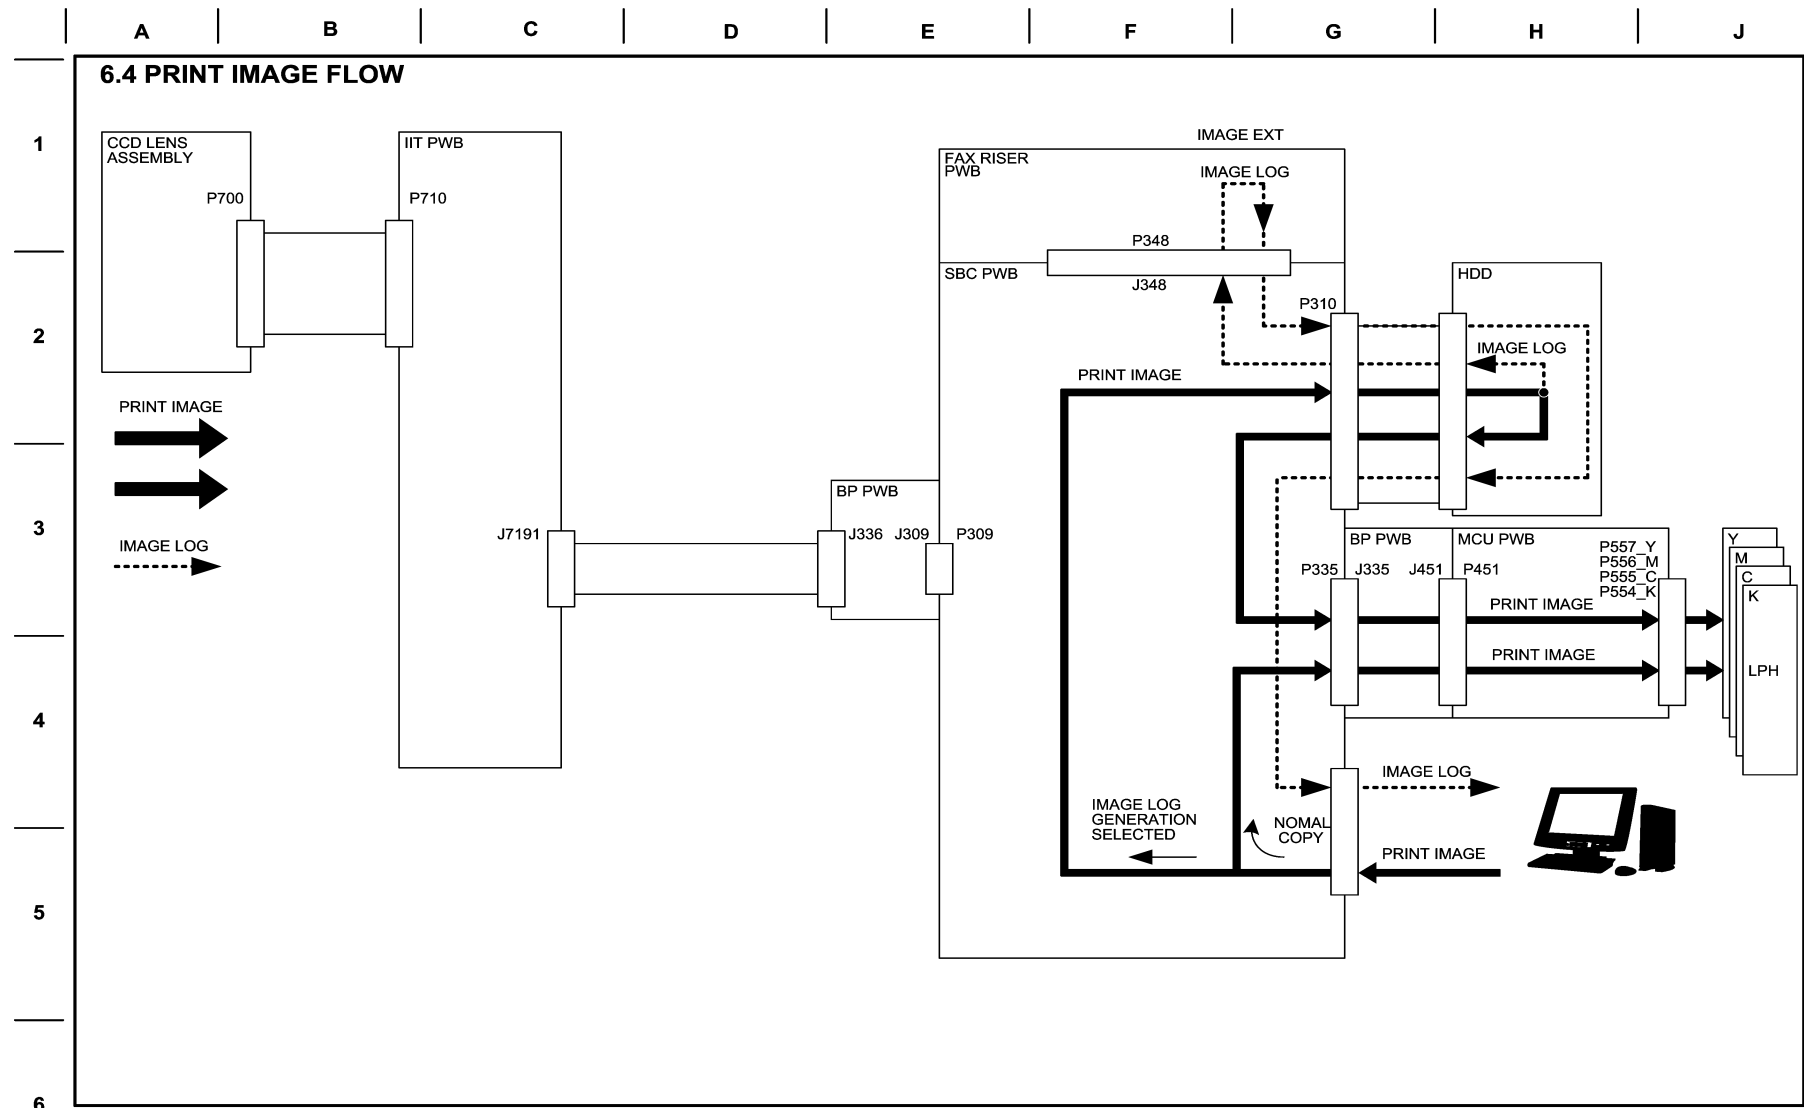 A B C D E F G H J
6.4 PRINT IMAGE FLOW
1
CCD LENS
ASSEMBLY
IIT PWB
P700
P710
IMAGE EXT
FAX RISER
PWB
IMAGE LOG
P348
SBC PWB
J348
P310
HDD
2
IMAGE LOG
PRINT IMAGE
PRINT IMAGE
IMAGE LOG
3
J7191
BP PWB
J336
J309
P309
BP PWB
MCU PWB
P557_Y
P556_M
P555_C
P554_K
P335
J335
J451
P451
PRINT IMAGE
PRINT IMAGE
Y
M
C
K
LPH
4
IMAGE LOG
IMAGE LOG
GENERATION
SELECTED
NOMAL
COPY
PRINT IMAGE
5
6